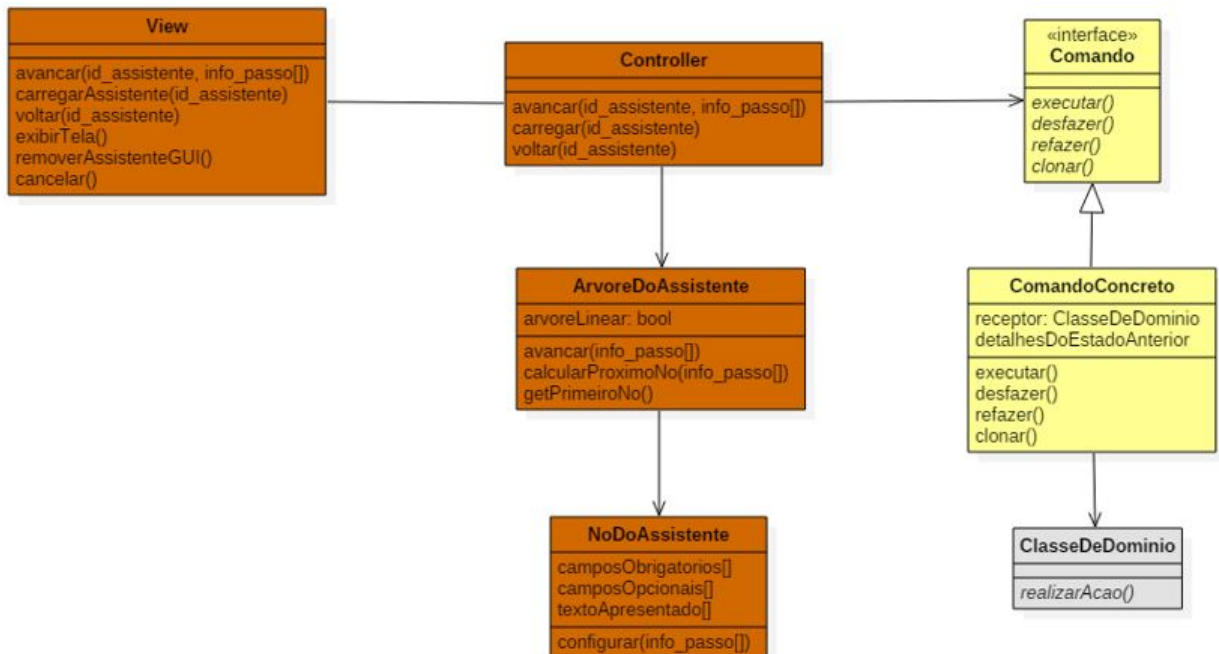 View
avancar(id_assistente, info_passo[])
carregarAssistente(id_assistente)
voltar(id_assistente)
exibirTela()
removerAssistenteGUI()
cancelar()
Controller
avancar(id_assistente, info_passo[])
carregar(id_assistente)
voltar(id_assistente)
«interface»
Comando
executar()
desfazer()
refazer()
clonar()
ArvoreDoAssistente
arvoreLinear: bool
avancar(info_passo[])
calcularProximoNo(info_passo[])
getPrimeiroNo()
ComandoConcreto
receptor: ClasseDeDominio
detalhesDoEstadoAnterior
executar()
desfazer()
refazer()
clonar()
NoDoAssistente
camposObrigatorios[]
camposOpcionais[]
textoApresentado[]
configurar(info_passo[])
ClasseDeDominio
realizarAcao()